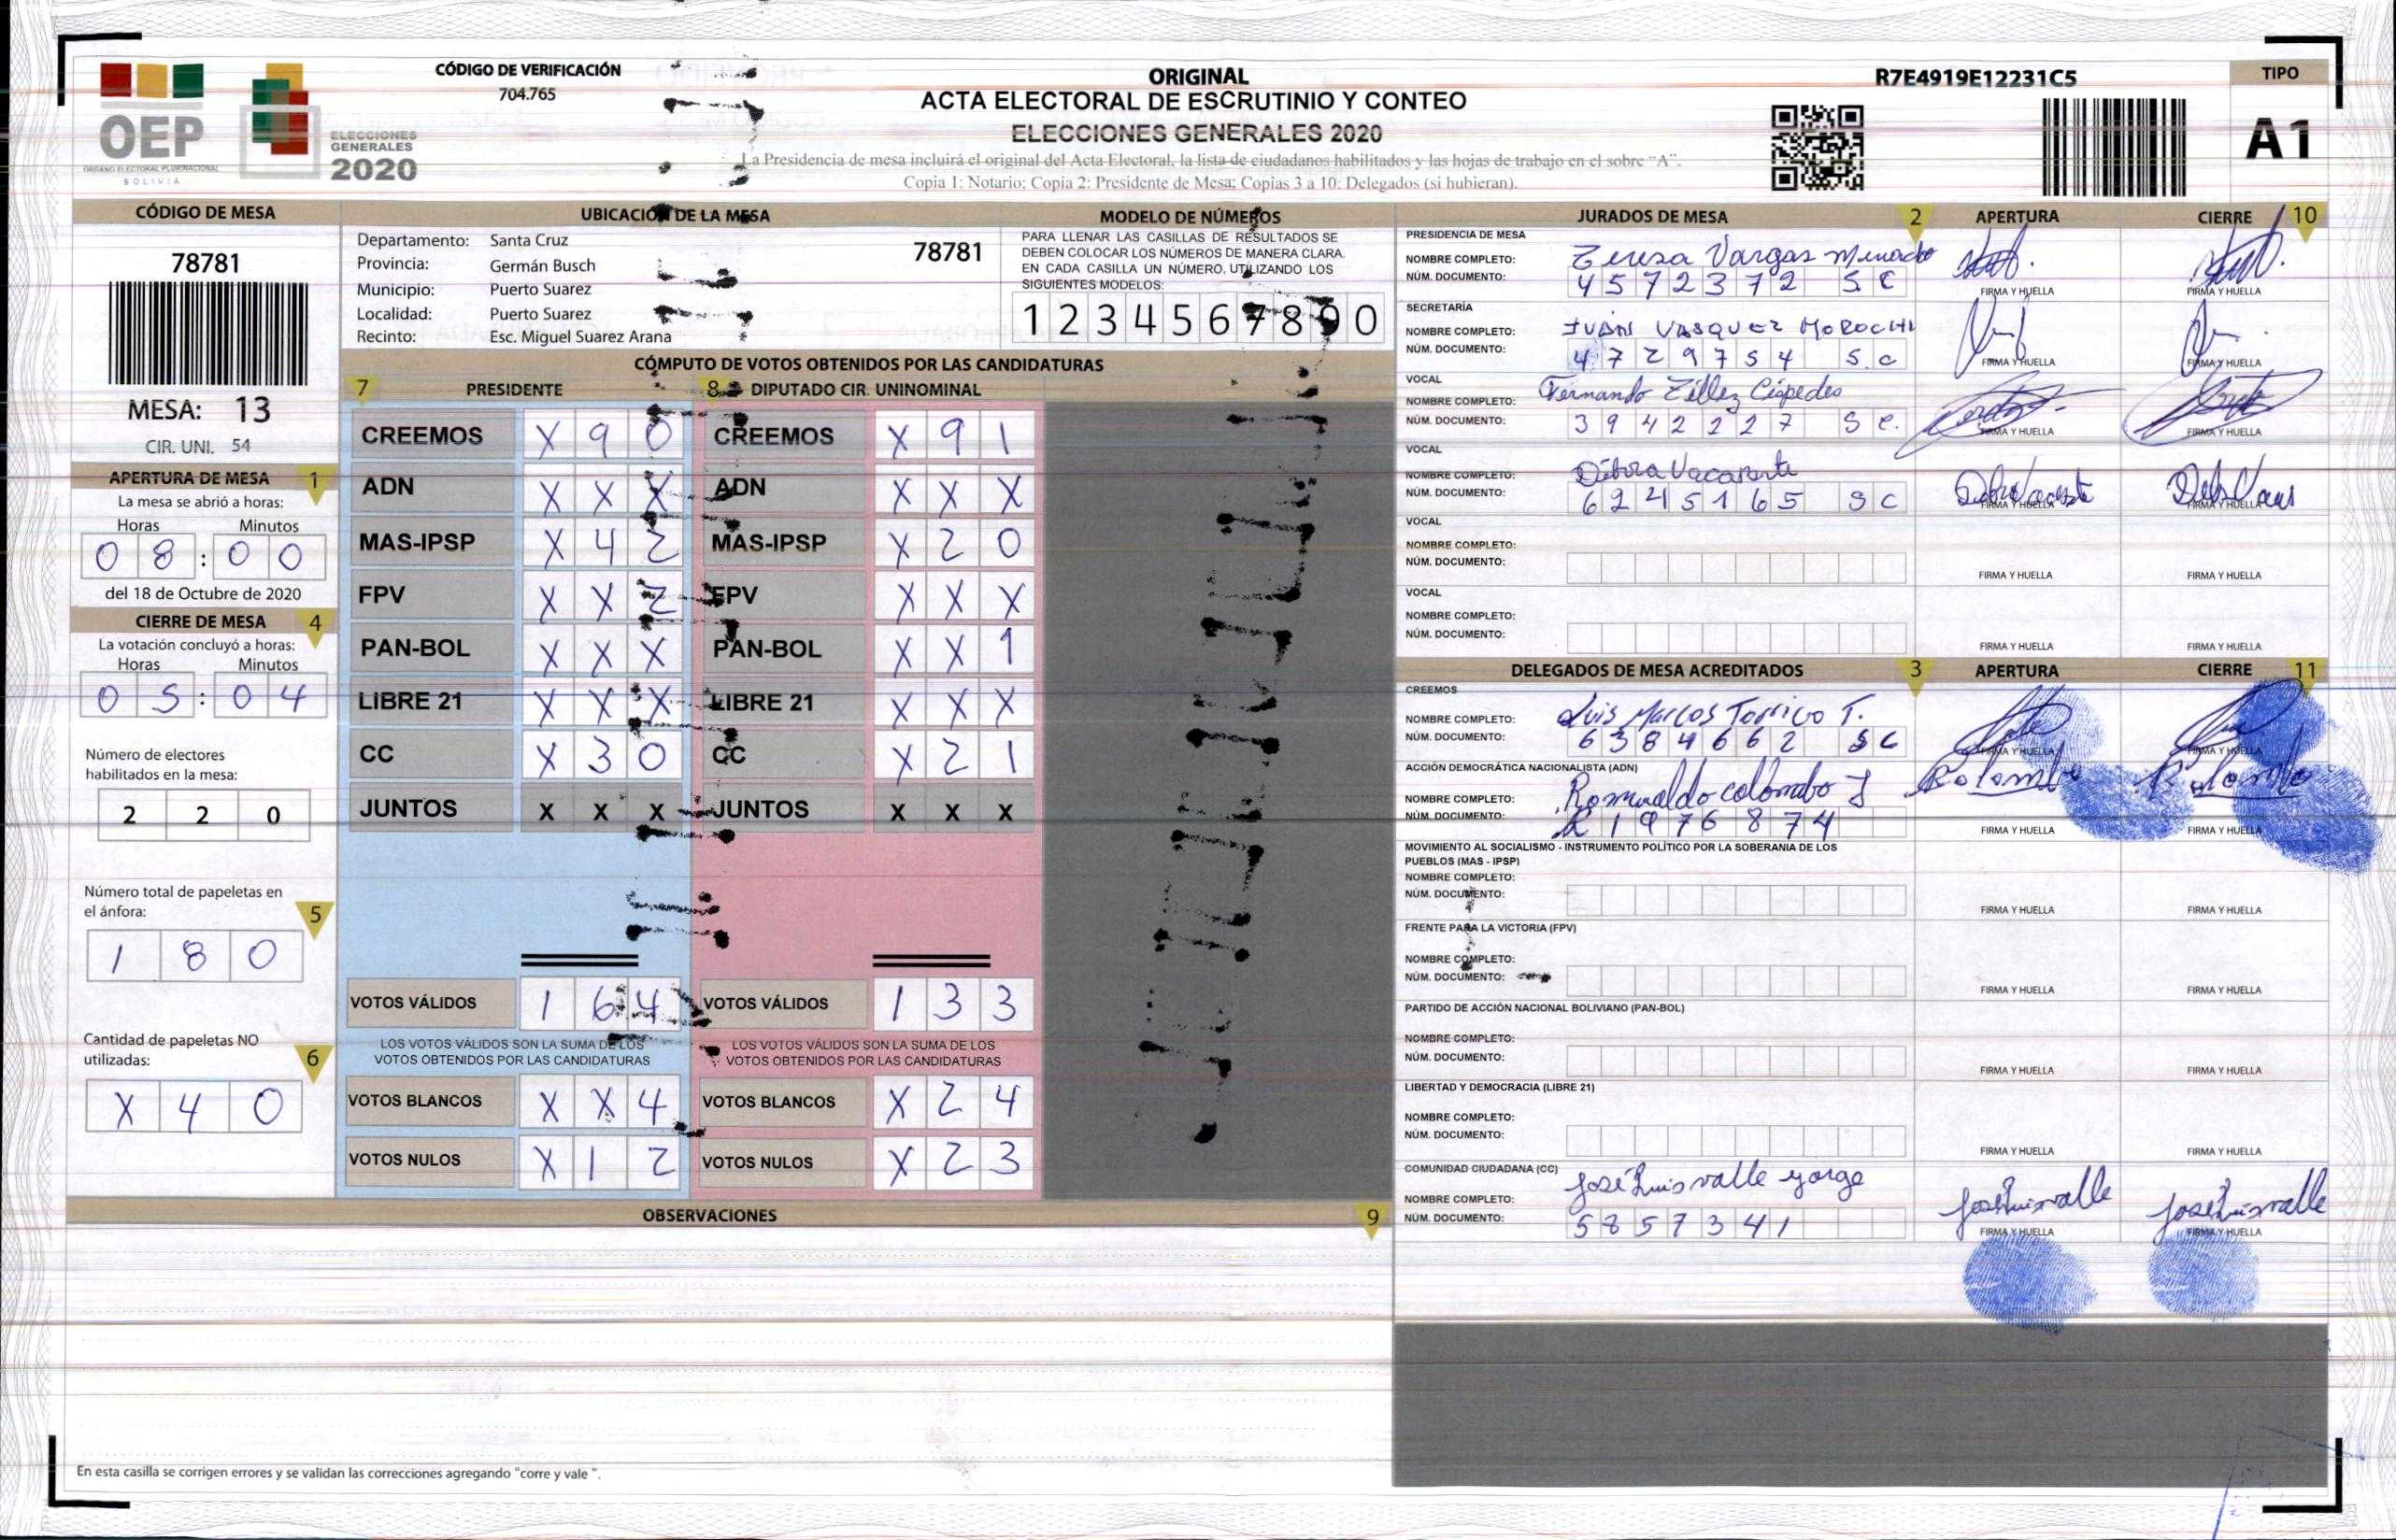 CÓDIGO DE VERIFICACIÓN
704.765
OEP
ÓRGANO ELECTORAL PLURINACIONAL
BOLIVIA
ELECCIONES
GENERALES
2020
ORIGINAL
ACTA ELECTORAL DE ESCRUTINIO Y CONTEO
ELECCIONES GENERALES 2020
La Presidencia de mesa incluirá el original del Acta Electoral, la lista de ciudadanos habilitados y las hojas de trabajo en el sobre "A".
Copia 1: Notario; Copia 2: Presidente de Mesa; Copias 3 a 10: Delegados (si hubieran).
R7E4919E12231C5
TIPO
A1
CÓDIGO DE MESA
78781
MESA: 13
CIR. UNI. 54
APERTURA DE MESA 1
La mesa se abrió a horas:
Horas Minutos
08:00
del 18 de Octubre de 2020
CIERRE DE MESA 4
La votación concluyó a horas:
Horas Minutos
05:04
Número de electores
habilitados en la mesa:
2 2 0
Número total de papeletas en
el ánfora: 5
1 8 0
Cantidad de papeletas NO
utilizadas: 6
X 4 0
UBICACIÓN DE LA MESA
Departamento: Santa Cruz
78781
Provincia: Germán Busch
Municipio: Puerto Suarez
Localidad: Puerto Suarez
Recinto: Esc. Miguel Suarez Arana
MODELO DE NÚMEROS
PARA LLENAR LAS CASILLAS DE RESULTADOS SE
DEBEN COLOCAR LOS NÚMEROS DE MANERA CLARA.
EN CADA CASILLA UN NÚMERO, UTILIZANDO LOS
SIGUIENTES MODELOS:
1 2 3 4 5 6 7 8 9 0
CÓMPUTO DE VOTOS OBTENIDOS POR LAS CANDIDATURAS
7 PRESIDENTE 8 DIPUTADO CIR. UNINOMINAL
CREEMOS X 9 0 CREEMOS X 9 1
ADN X X X ADN X X X
MAS-IPSP X 4 2 MAS-IPSP X 2 0
FPV X X 2 FPV X X X
PAN-BOL X X X PAN-BOL X X 1
LIBRE 21 X X X LIBRE 21 X X X
CC X 3 0 CC X 2 1
JUNTOS X X X JUNTOS X X X
VOTOS VÁLIDOS 1 6 4 VOTOS VÁLIDOS 1 3 3
LOS VOTOS VÁLIDOS SON LA SUMA DE LOS LOS VOTOS VÁLIDOS SON LA SUMA DE LOS
VOTOS OBTENIDOS POR LAS CANDIDATURAS VOTOS OBTENIDOS POR LAS CANDIDATURAS
VOTOS BLANCOS X X 4 VOTOS BLANCOS X 2 4
VOTOS NULOS X 1 2 VOTOS NULOS X 2 3
OBSERVACIONES 9
En esta casilla se corrigen errores y se validan las correcciones agregando "corre y vale ".
JURADOS DE MESA 2 APERTURA CIERRE 10
PRESIDENCIA DE MESA
NOMBRE COMPLETO: Teresa Vargas
NÚM. DOCUMENTO: 4572372 SC
FIRMA Y HUELLA FIRMA Y HUELLA
SECRETARÍA
NOMBRE COMPLETO: IVAN VASQUEZ MOROCHI
NÚM. DOCUMENTO: 4729754 S.C
FIRMA Y HUELLA FIRMA Y HUELLA
VOCAL
NOMBRE COMPLETO: Fernando Zillez Céspedes
NÚM. DOCUMENTO: 3942227 S C.
FIRMA Y HUELLA FIRMA Y HUELLA
VOCAL
NOMBRE COMPLETO: Débora
NÚM. DOCUMENTO: 6245165 SC
FIRMA Y HUELLA FIRMA Y HUELLA
VOCAL
NOMBRE COMPLETO:
NÚM. DOCUMENTO:
FIRMA Y HUELLA FIRMA Y HUELLA
VOCAL
NOMBRE COMPLETO:
NÚM. DOCUMENTO:
FIRMA Y HUELLA FIRMA Y HUELLA
DELEGADOS DE MESA ACREDITADOS 3 APERTURA CIERRE 11
CREEMOS
NOMBRE COMPLETO: Luis Marcos Torrico T.
NÚM. DOCUMENTO: 6384662 SC
FIRMA Y HUELLA FIRMA Y HUELLA
ACCIÓN DEMOCRÁTICA NACIONALISTA (ADN)
NOMBRE COMPLETO: Romualdo colombo J
NÚM. DOCUMENTO: 1976874
FIRMA Y HUELLA FIRMA Y HUELLA
MOVIMIENTO AL SOCIALISMO - INSTRUMENTO POLÍTICO POR LA SOBERANIA DE LOS
PUEBLOS (MAS - IPSP)
NOMBRE COMPLETO:
NÚM. DOCUMENTO:
FIRMA Y HUELLA FIRMA Y HUELLA
FRENTE PARA LA VICTORIA (FPV)
NOMBRE COMPLETO:
NÚM. DOCUMENTO:
FIRMA Y HUELLA FIRMA Y HUELLA
PARTIDO DE ACCIÓN NACIONAL BOLIVIANO (PAN-BOL)
NOMBRE COMPLETO:
NÚM. DOCUMENTO:
FIRMA Y HUELLA FIRMA Y HUELLA
LIBERTAD Y DEMOCRACIA (LIBRE 21)
NOMBRE COMPLETO:
NÚM. DOCUMENTO:
FIRMA Y HUELLA FIRMA Y HUELLA
COMUNIDAD CIUDADANA (CC)
NOMBRE COMPLETO: José Luis valle yorge
NÚM. DOCUMENTO: 5857341
José Luis valle José Luis valle
FIRMA Y HUELLA FIRMA Y HUELLA